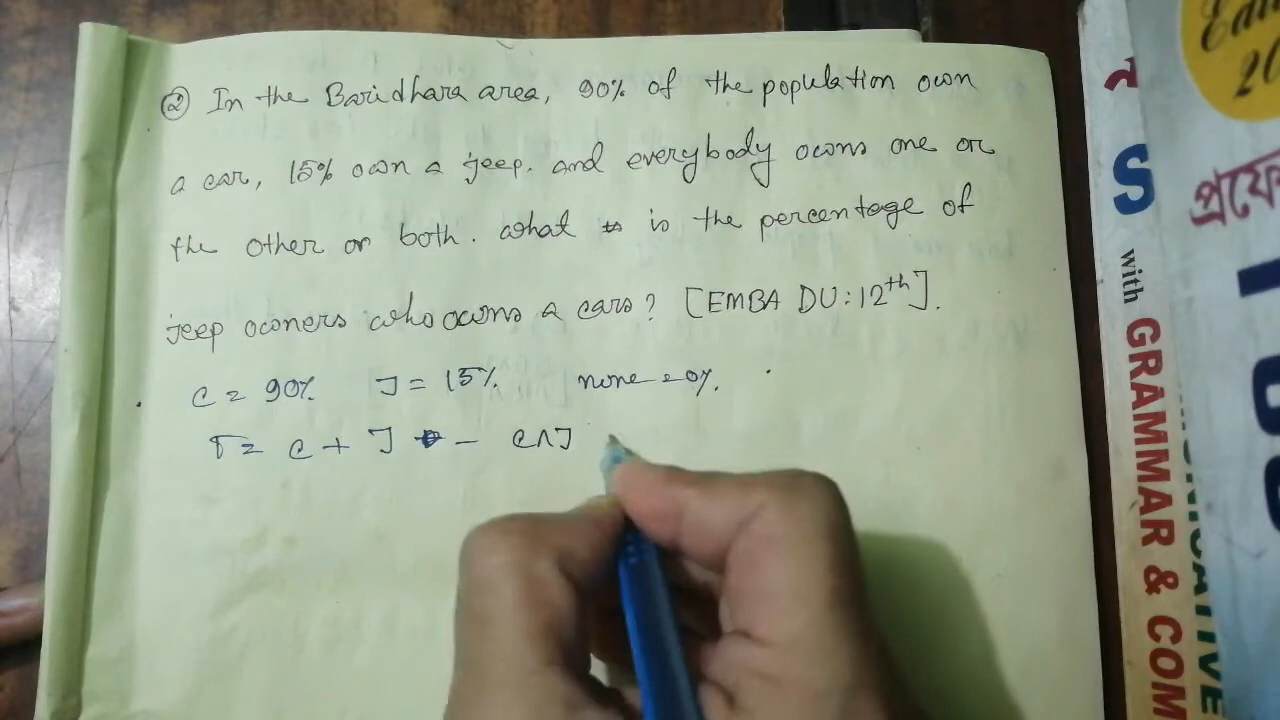 ② In the Baridhara area, 90% of the population own
a car, 15% own a jeep. and everybody owns one or
the other or both. what is the percentage of
jeep owners who owns a cars? [EMBA DU: 12th].
C = 90% J = 15% none = 0%.
T = C + J - C∩J
S with GRAMMAR & COM
প্রফে